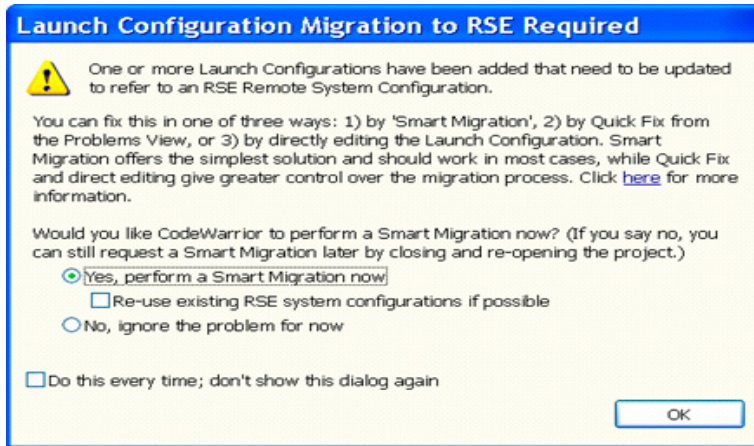 Launch Configuration Migration to RSE Required
One or more Launch Configurations have been added that need to be updated
to refer to an RSE Remote System Configuration.
You can fix this in one of three ways: 1) by 'Smart Migration', 2) by Quick Fix from
the Problems View, or 3) by directly editing the Launch Configuration. Smart
Migration offers the simplest solution and should work in most cases, while Quick Fix
and direct editing give greater control over the migration process. Click here for more
information.
Would you like CodeWarrior to perform a Smart Migration now? (If you say no, you
can still request a Smart Migration later by closing and re-opening the project.)
Yes, perform a Smart Migration now
Re-use existing RSE system configurations if possible
No, ignore the problem for now
Do this every time; don't show this dialog again
OK